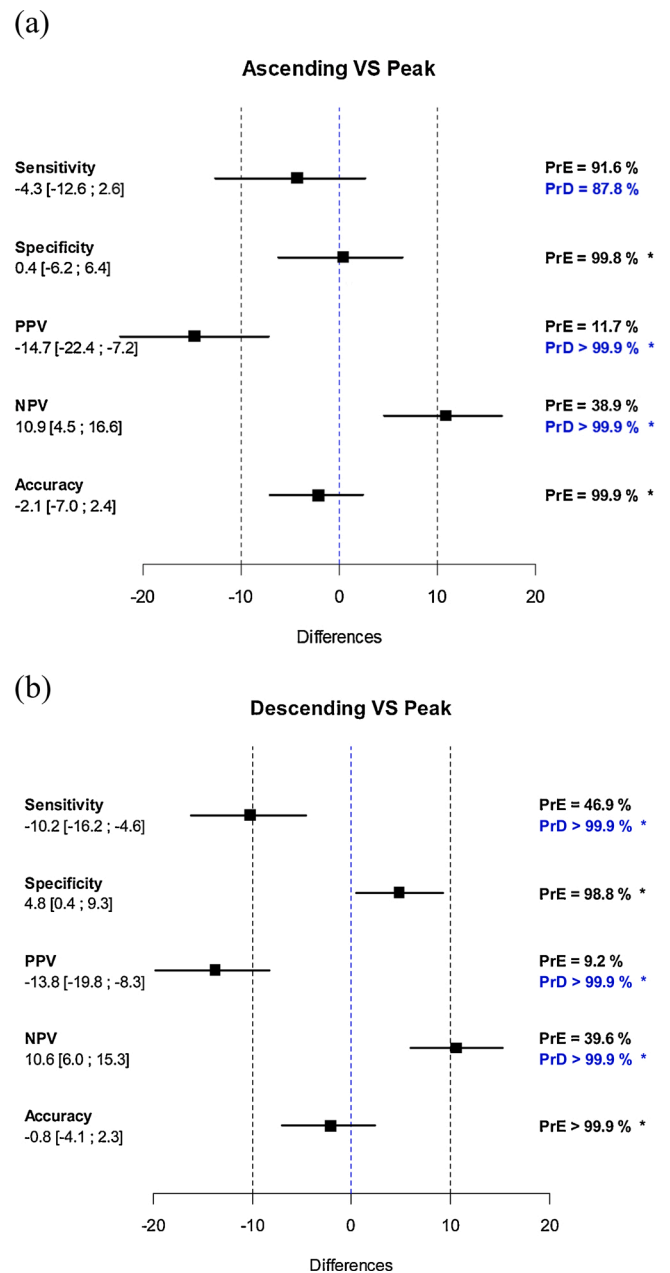 (a)
Ascending VS Peak
Sensitivity
-4.3 [-12.6 ; 2.6]
PrE = 91.6 %
PrD = 87.8 %
Specificity
0.4 [-6.2 ; 6.4]
PrE = 99.8 % *
PPV
-14.7 [-22.4 ; -7.2]
PrE = 11.7 %
PrD > 99.9 % *
NPV
10.9 [4.5 ; 16.6]
PrE = 38.9 %
PrD > 99.9 % *
Accuracy
-2.1 [-7.0 ; 2.4]
PrE = 99.9 % *
-20 -10 0 10 20
Differences
(b)
Descending VS Peak
Sensitivity
-10.2 [-16.2 ; -4.6]
PrE = 46.9 %
PrD > 99.9 % *
Specificity
4.8 [0.4 ; 9.3]
PrE = 98.8 % *
PPV
-13.8 [-19.8 ; -8.3]
PrE = 9.2 %
PrD > 99.9 % *
NPV
10.6 [6.0 ; 15.3]
PrE = 39.6 %
PrD > 99.9 % *
Accuracy
-0.8 [-4.1 ; 2.3]
PrE > 99.9 % *
-20 -10 0 10 20
Differences